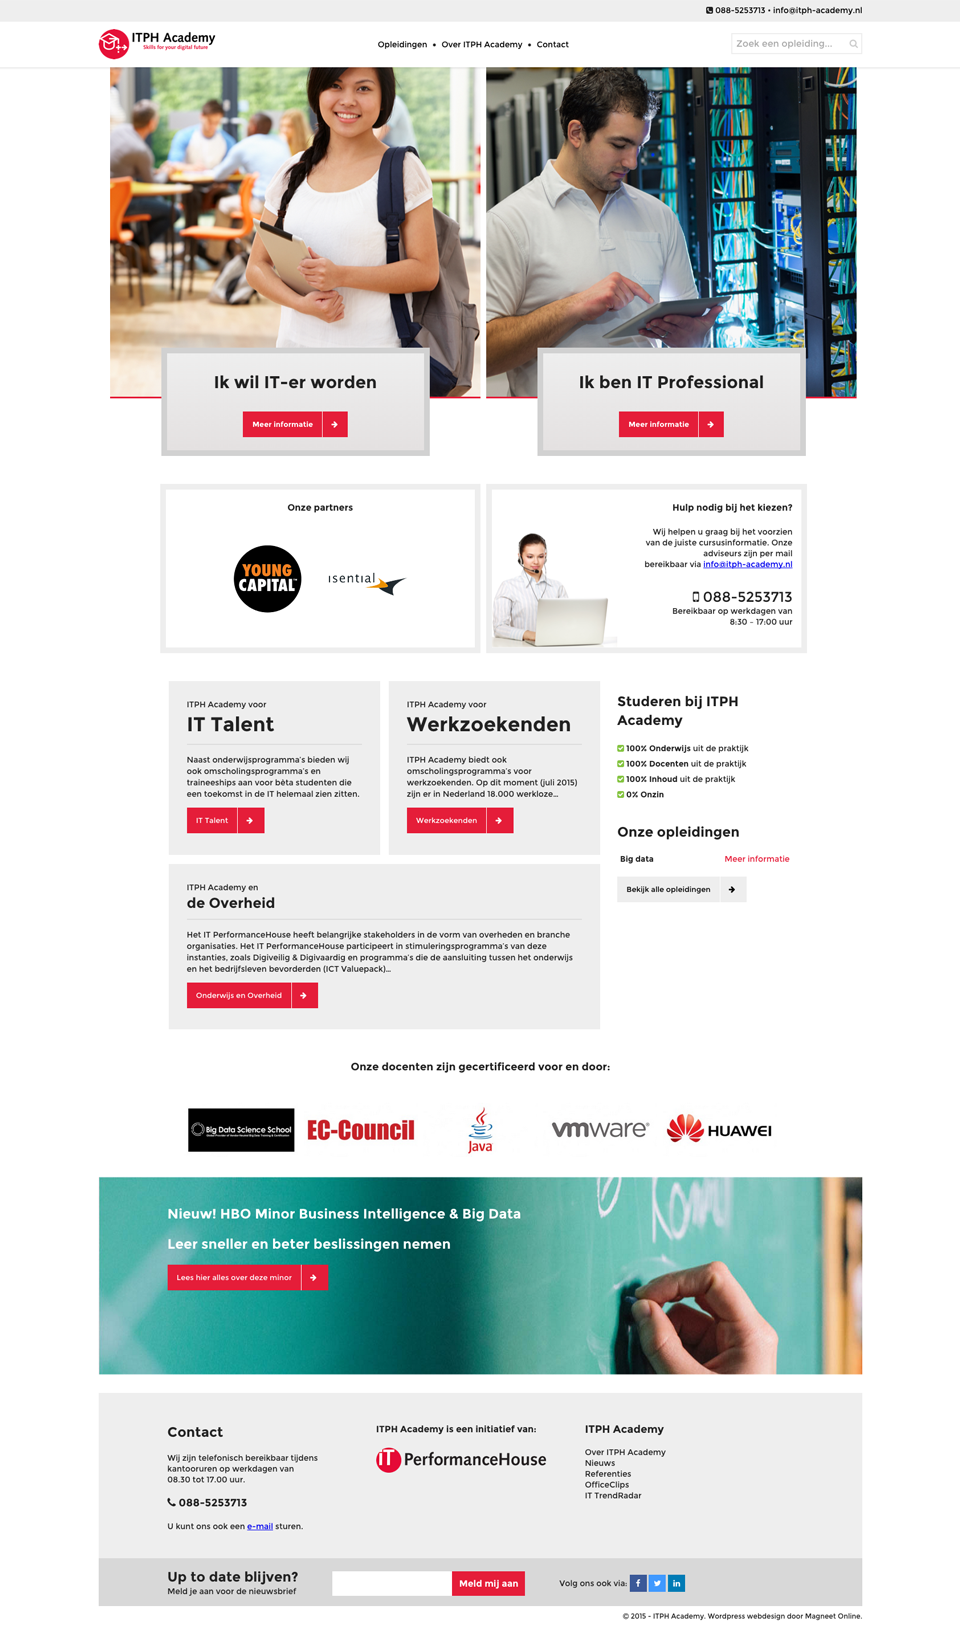 088-5253713 • info@itph-academy.nl
ITPH Academy
Skills for your digital future
Opleidingen • Over ITPH Academy • Contact
Zoek een opleiding...
Ik wil IT-er worden
Meer informatie
Ik ben IT Professional
Meer informatie
Onze partners
YOUNG
CAPITAL
isential
Hulp nodig bij het kiezen?
Wij helpen u graag bij het voorzien
van de juiste cursusinformatie. Onze
adviseurs zijn per mail
bereikbaar via info@itph-academy.nl
088-5253713
Bereikbaar op werkdagen van
8:30 - 17:00 uur
ITPH Academy voor
IT Talent
Naast onderwijsprogramma's bieden wij
ook omscholingsprogramma's en
traineeships aan voor bèta studenten die
een toekomst in de IT helemaal zien zitten.
IT Talent
ITPH Academy voor
Werkzoekenden
ITPH Academy biedt ook
omscholingsprogramma's voor
werkzoekenden. Op dit moment (juli 2015)
zijn er in Nederland 18.000 werkloze...
Werkzoekenden
Studeren bij ITPH
Academy
100% Onderwijs uit de praktijk
100% Docenten uit de praktijk
100% Inhoud uit de praktijk
0% Onzin
Onze opleidingen
Big data Meer informatie
Bekijk alle opleidingen
ITPH Academy en
de Overheid
Het IT PerformanceHouse heeft belangrijke stakeholders in de vorm van overheden en branche
organisaties. Het IT PerformanceHouse participeert in stimuleringsprogramma's van deze
instanties, zoals Digiveilig & Digivaardig en programma's die de aansluiting tussen het onderwijs
en het bedrijfsleven bevorderden (ICT Valuepack)...
Onderwijs en Overheid
Onze docenten zijn gecertificeerd voor en door:
Big Data Science School
EC-Council
Java
vmware
HUAWEI
Nieuw! HBO Minor Business Intelligence & Big Data
Leer sneller en beter beslissingen nemen
Lees hier alles over deze minor
Contact
Wij zijn telefonisch bereikbaar tijdens
kantooruren op werkdagen van
08.30 tot 17.00 uur.
088-5253713
U kunt ons ook een e-mail sturen.
ITPH Academy is een initiatief van:
IT PerformanceHouse
ITPH Academy
Over ITPH Academy
Nieuws
Referenties
OfficeClips
IT TrendRadar
Up to date blijven?
Meld je aan voor de nieuwsbrief
Meld mij aan
Volg ons ook via:
© 2015 - ITPH Academy. Wordpress webdesign door Magneet Online.